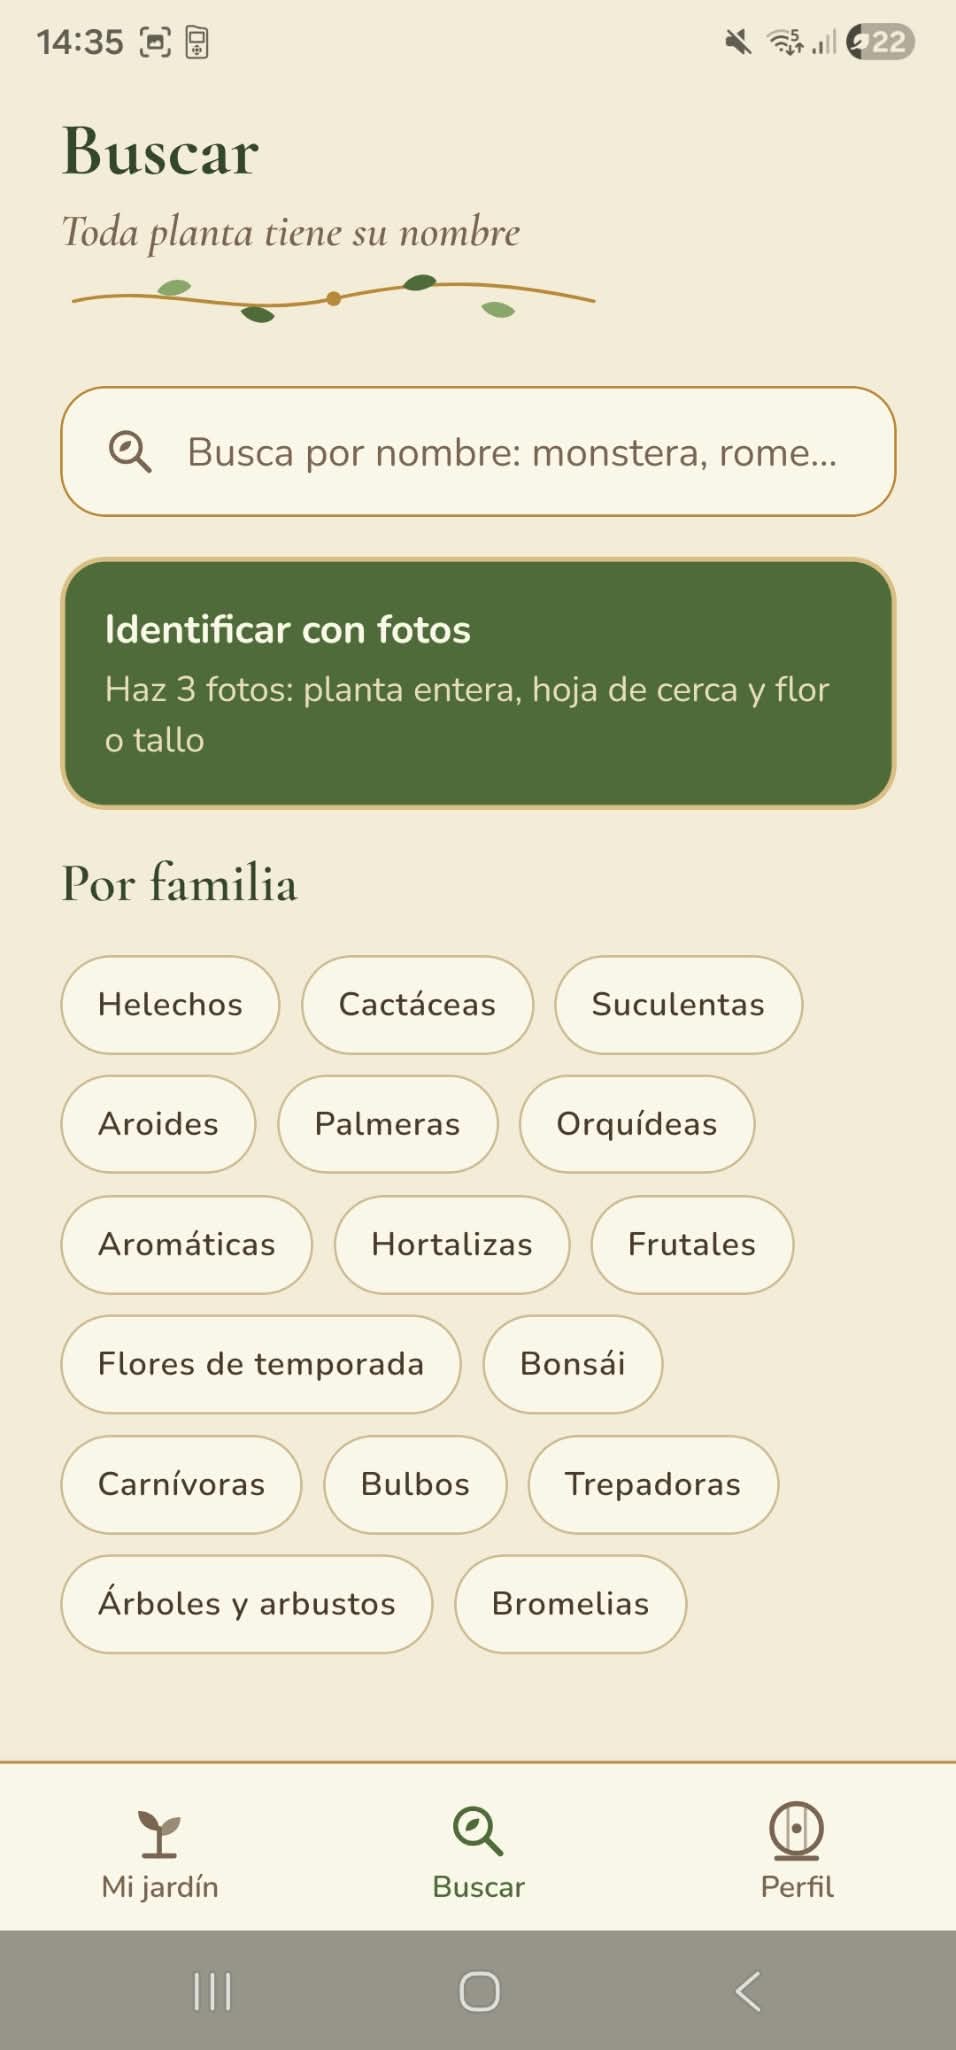 14:35
5
22
Buscar
Toda planta tiene su nombre
Busca por nombre: monstera, rome...
Identificar con fotos
Haz 3 fotos: planta entera, hoja de cerca y flor
o tallo
Por familia
Helechos Cactáceas Suculentas
Aroides Palmeras Orquídeas
Aromáticas Hortalizas Frutales
Flores de temporada Bonsái
Carnívoras Bulbos Trepadoras
Árboles y arbustos Bromelias
Mi jardín Buscar Perfil